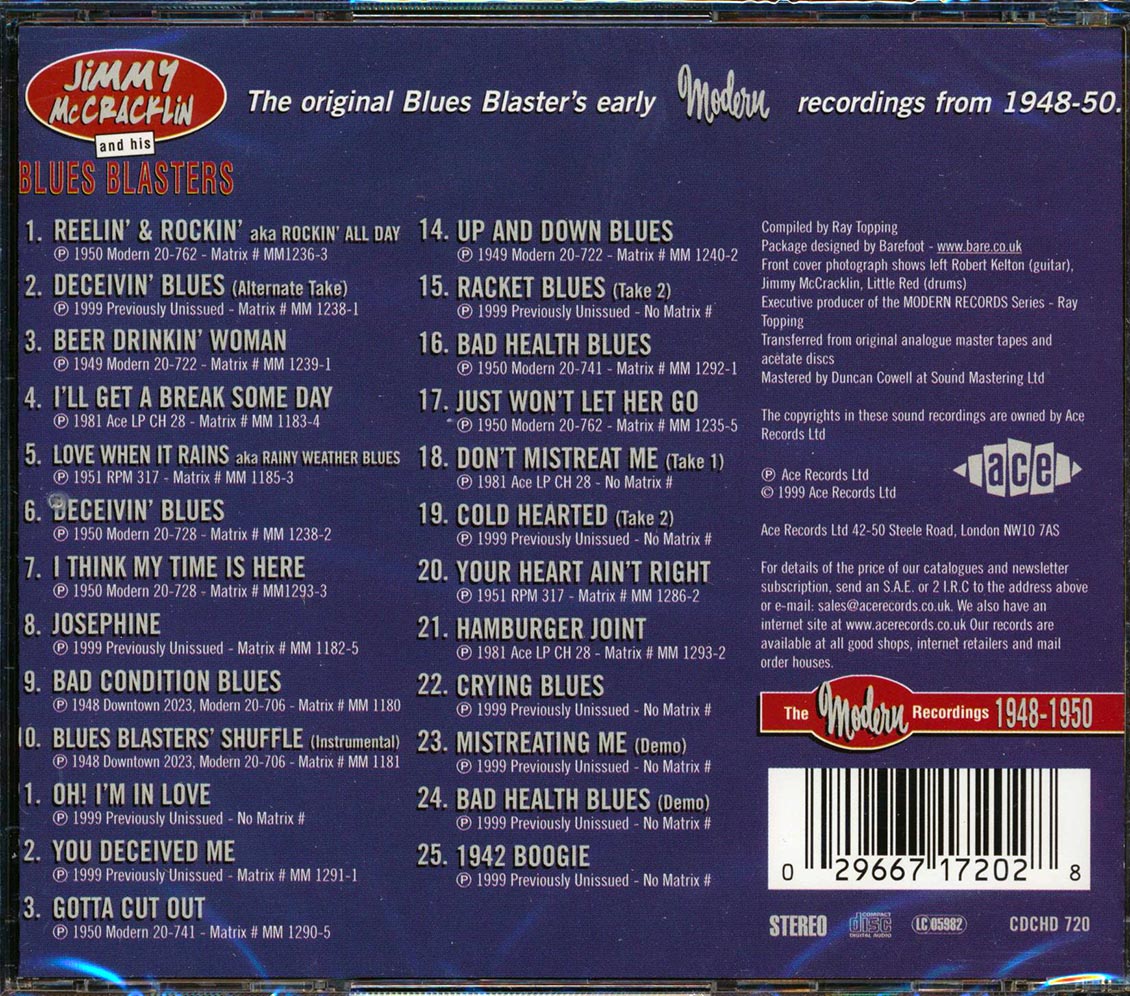 JiMMY
McCRACKLiN
and his
BLUES BLASTERS
The original Blues Blaster's early Modern recordings from 1948-50.
1. REELIN' & ROCKIN' aka ROCKIN' ALL DAY
Ⓟ 1950 Modern 20-762 - Matrix # MM1236-3
2. DECEIVIN' BLUES (Alternate Take)
Ⓟ 1999 Previously Unissued - Matrix # MM 1238-1
3. BEER DRINKIN' WOMAN
Ⓟ 1949 Modern 20-722 - Matrix # MM 1239-1
4. I'LL GET A BREAK SOME DAY
Ⓟ 1981 Ace LP CH 28 - Matrix # MM 1183-4
5. LOVE WHEN IT RAINS aka RAINY WEATHER BLUES
Ⓟ 1951 RPM 317 - Matrix # MM 1185-3
6. DECEIVIN' BLUES
Ⓟ 1950 Modern 20-728 - Matrix # MM 1238-2
7. I THINK MY TIME IS HERE
Ⓟ 1950 Modern 20-728 - Matrix # MM1293-3
8. JOSEPHINE
Ⓟ 1999 Previously Unissued - Matrix # MM 1182-5
9. BAD CONDITION BLUES
Ⓟ 1948 Downtown 2023, Modern 20-706 - Matrix # MM 1180
10. BLUES BLASTERS' SHUFFLE (Instrumental)
Ⓟ 1948 Downtown 2023, Modern 20-706 - Matrix # MM 1181
1. OH! I'M IN LOVE
Ⓟ 1999 Previously Unissued - No Matrix #
2. YOU DECEIVED ME
Ⓟ 1999 Previously Unissued - Matrix # MM 1291-1
3. GOTTA CUT OUT
Ⓟ 1950 Modern 20-741 - Matrix # MM 1290-5
14. UP AND DOWN BLUES
Ⓟ 1949 Modern 20-722 - Matrix # MM 1240-2
15. RACKET BLUES (Take 2)
Ⓟ 1999 Previously Unissued - No Matrix #
16. BAD HEALTH BLUES
Ⓟ 1950 Modern 20-741 - Matrix # MM 1292-1
17. JUST WON'T LET HER GO
Ⓟ 1950 Modern 20-762 - Matrix # MM 1235-5
18. DON'T MISTREAT ME (Take 1)
Ⓟ 1981 Ace LP CH 28 - No Matrix #
19. COLD HEARTED (Take 2)
Ⓟ 1999 Previously Unissued - No Matrix #
20. YOUR HEART AIN'T RIGHT
Ⓟ 1951 RPM 317 - Matrix # MM 1286-2
21. HAMBURGER JOINT
Ⓟ 1981 Ace LP CH 28 - Matrix # MM 1293-2
22. CRYING BLUES
Ⓟ 1999 Previously Unissued - No Matrix #
23. MISTREATING ME (Demo)
Ⓟ 1999 Previously Unissued - No Matrix #
24. BAD HEALTH BLUES (Demo)
Ⓟ 1999 Previously Unissued - No Matrix #
25. 1942 BOOGIE
Ⓟ 1999 Previously Unissued - No Matrix #
Compiled by Ray Topping
Package designed by Barefoot - www.bare.co.uk
Front cover photograph shows left Robert Kelton (guitar),
Jimmy McCracklin, Little Red (drums)
Executive producer of the MODERN RECORDS Series - Ray
Topping
Transferred from original analogue master tapes and
acetate discs
Mastered by Duncan Cowell at Sound Mastering Ltd
The copyrights in these sound recordings are owned by Ace
Records Ltd
Ⓟ Ace Records Ltd
© 1999 Ace Records Ltd
ace
Ace Records Ltd 42-50 Steele Road, London NW10 7AS
For details of the price of our catalogues and newsletter
subscription, send an S.A.E. or 2 I.R.C to the address above
or e-mail: sales@acerecords.co.uk. We also have an
internet site at www.acerecords.co.uk Our records are
available at all good shops, internet retailers and mail
order houses.
The Modern Recordings 1948-1950
0 29667 17202 8
STEREO COMPACT disc DIGITAL AUDIO LC 05982 CDCHD 720